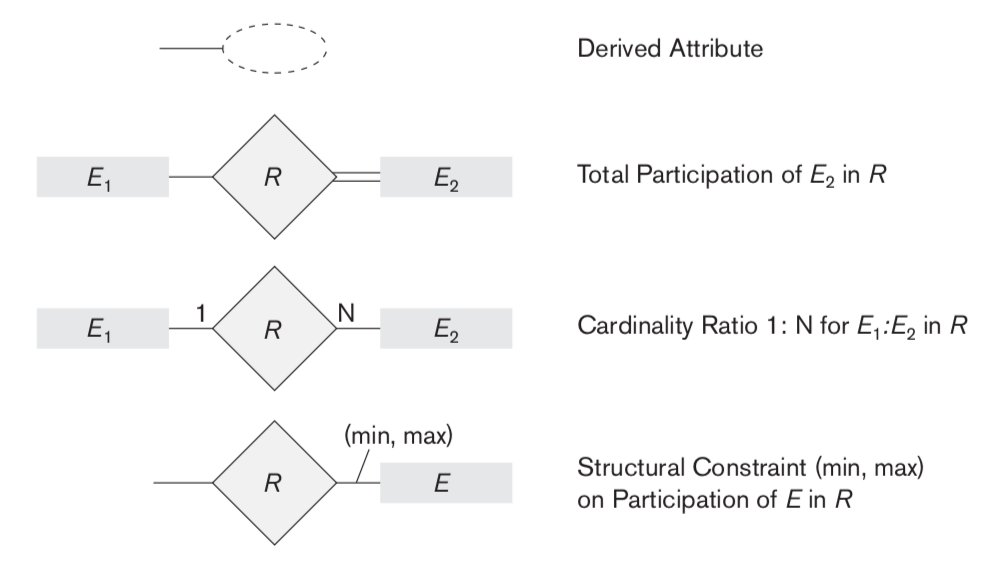 Derived Attribute
E₁ R E₂ Total Participation of E₂ in R
1 N
E₁ R E₂ Cardinality Ratio 1: N for E₁:E₂ in R
(min, max)
R E Structural Constraint (min, max)
on Participation of E in R